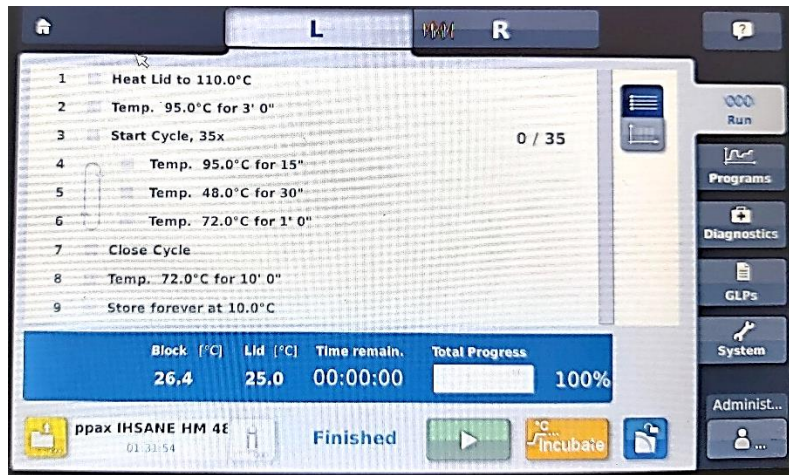 L R ?
1 Heat Lid to 110.0°C
2 Temp. 95.0°C for 3' 0"
3 Start Cycle, 35x 0 / 35
4 Temp. 95.0°C for 15"
5 Temp. 48.0°C for 30"
6 Temp. 72.0°C for 1' 0"
7 Close Cycle
8 Temp. 72.0°C for 10' 0"
9 Store forever at 10.0°C
Run
Programs
Diagnostics
GLPs
System
Administ...
Block [°C] Lid [°C] Time remain. Total Progress
26.4 25.0 00:00:00 100%
ppax IHSANE HM 48
01:31:54
Finished
°C...
Incubate
...